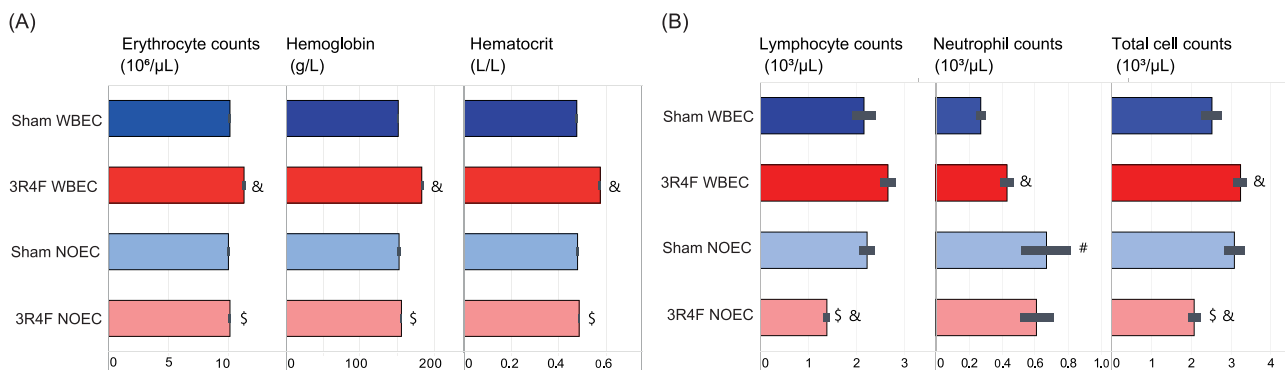 (A)
Erythrocyte counts
(10⁶/µL)
Hemoglobin
(g/L)
Hematocrit
(L/L)
Sham WBEC
3R4F WBEC
& & &
Sham NOEC
3R4F NOEC
$ $ $
0 5 10 0 100 200 0 0.2 0.4 0.6
(B)
Lymphocyte counts
(10³/µL)
Neutrophil counts
(10³/µL)
Total cell counts
(10³/µL)
Sham WBEC
3R4F WBEC
& &
Sham NOEC
#
3R4F NOEC
$ & $ &
0 1 2 3 0 0.2 0.4 0.6 0.8 1.0 0 1 2 3 4